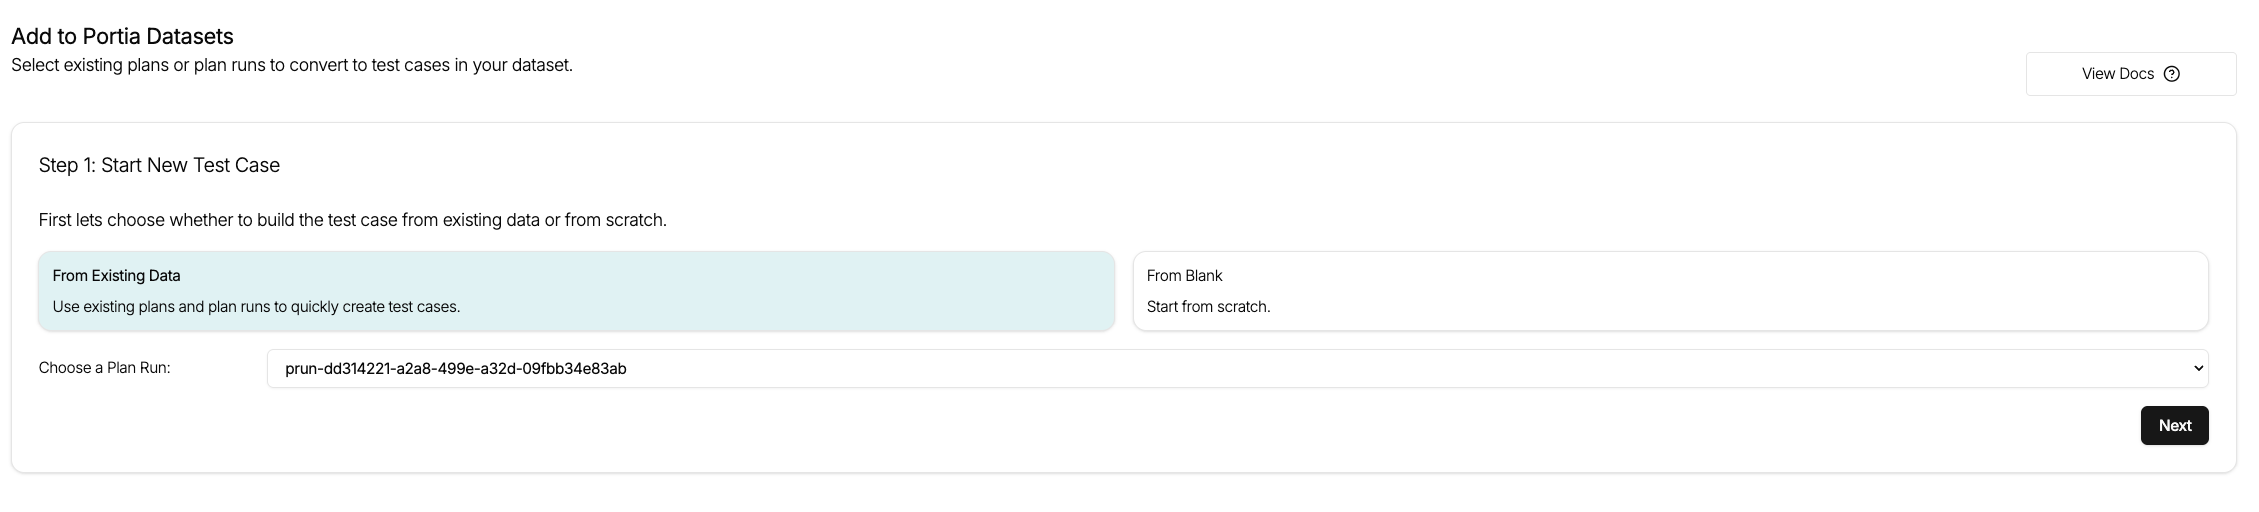 Add to Portia Datasets
Select existing plans or plan runs to convert to test cases in your dataset.
View Docs
Step 1: Start New Test Case
First lets choose whether to build the test case from existing data or from scratch.
From Existing Data
Use existing plans and plan runs to quickly create test cases.
From Blank
Start from scratch.
Choose a Plan Run:
prun-dd314221-a2a8-499e-a32d-09fbb34e83ab
Next